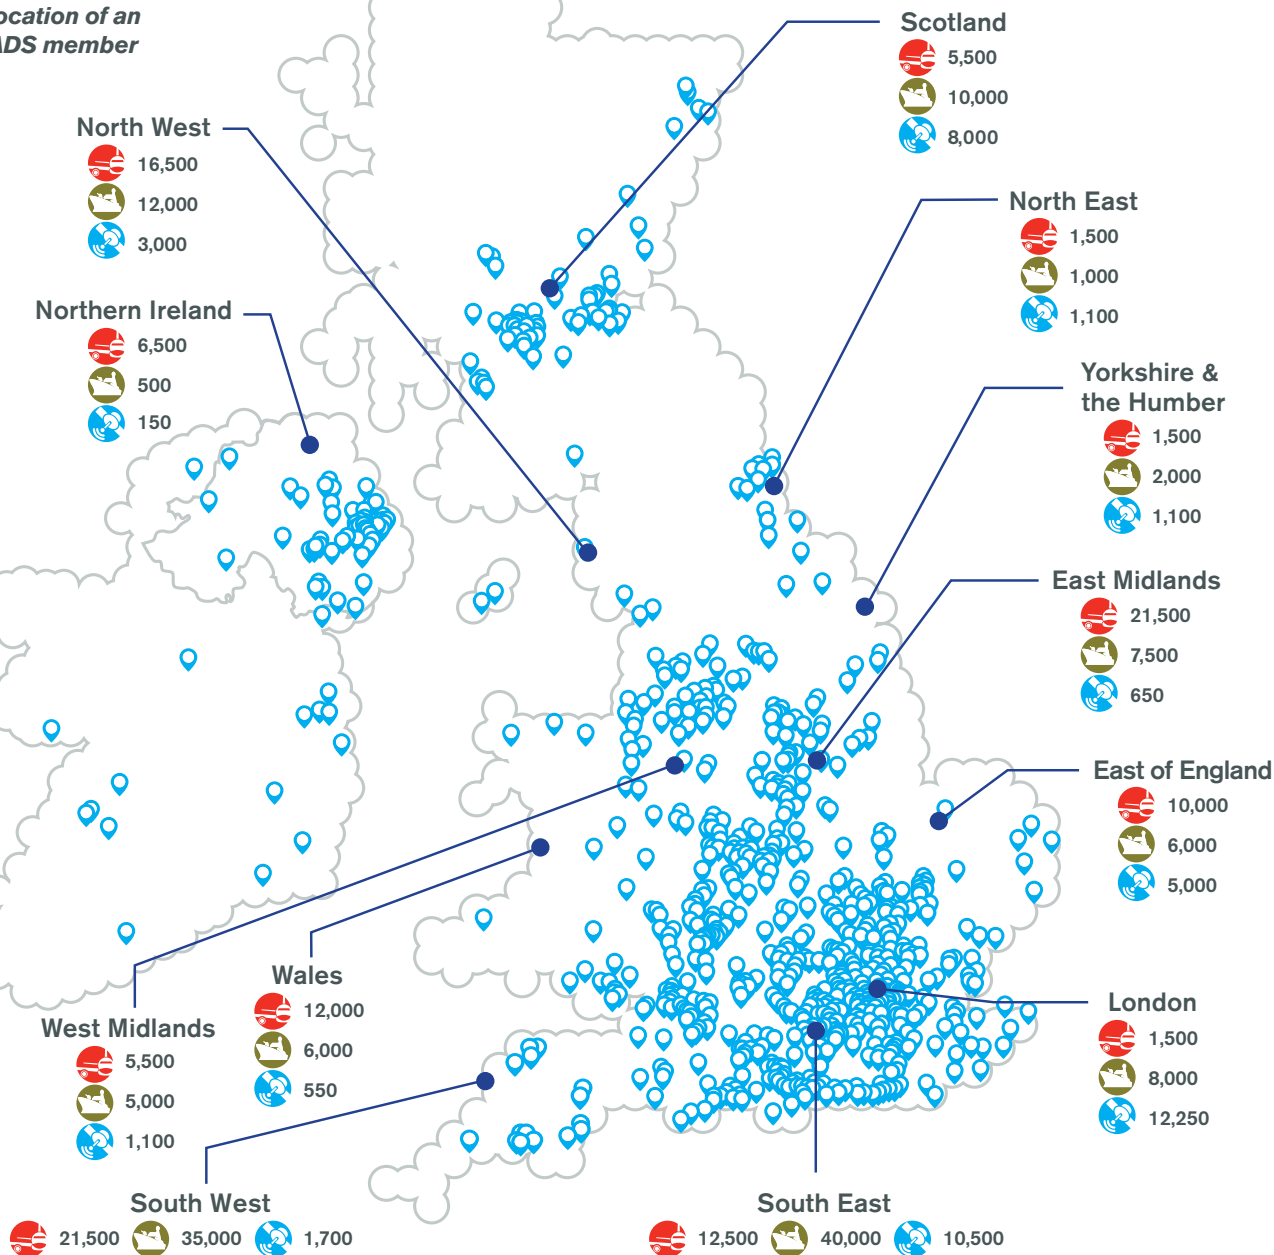 ocation of an
ADS member
Scotland
5,500
10,000
8,000
North West
16,500
12,000
3,000
North East
1,500
1,000
1,100
Northern Ireland
6,500
500
150
Yorkshire &
the Humber
1,500
2,000
1,100
East Midlands
21,500
7,500
650
East of England
10,000
6,000
5,000
Wales
12,000
6,000
550
West Midlands
5,500
5,000
1,100
London
1,500
8,000
12,250
South West
21,500 35,000 1,700
South East
12,500 40,000 10,500